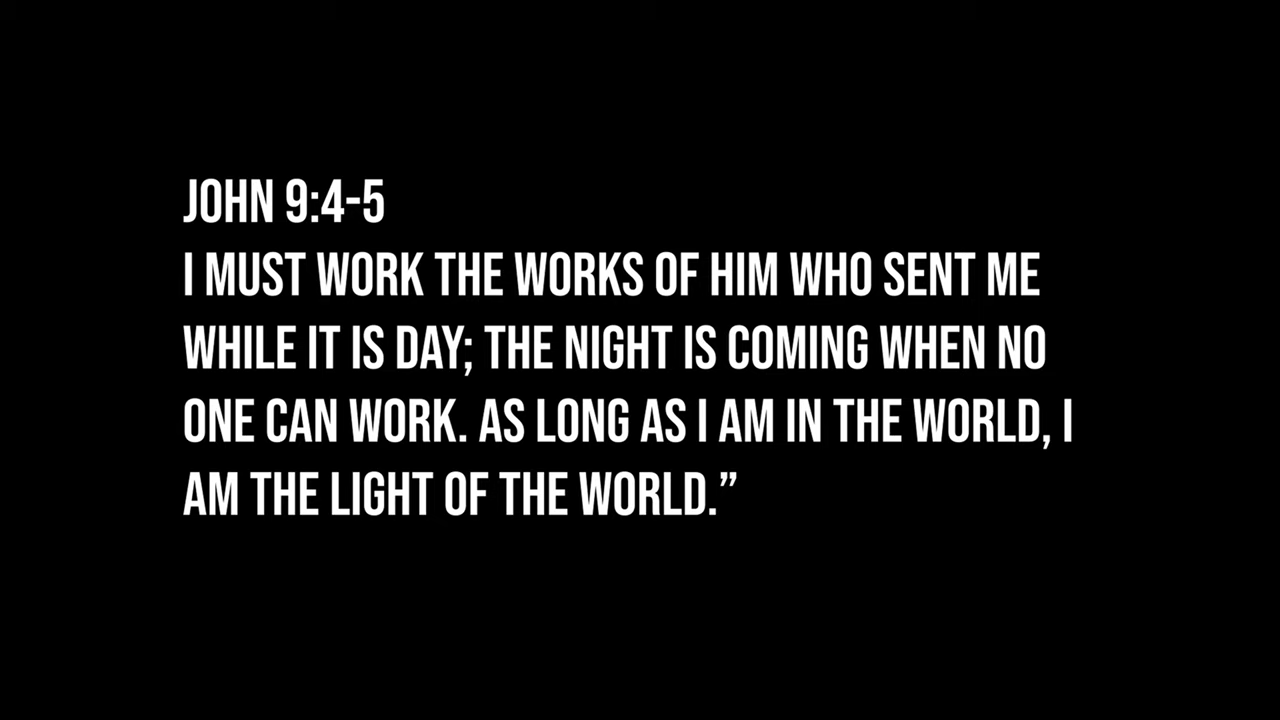 JOHN 9:4-5
I MUST WORK THE WORKS OF HIM WHO SENT ME
WHILE IT IS DAY; THE NIGHT IS COMING WHEN NO
ONE CAN WORK. AS LONG AS I AM IN THE WORLD, I
AM THE LIGHT OF THE WORLD.”